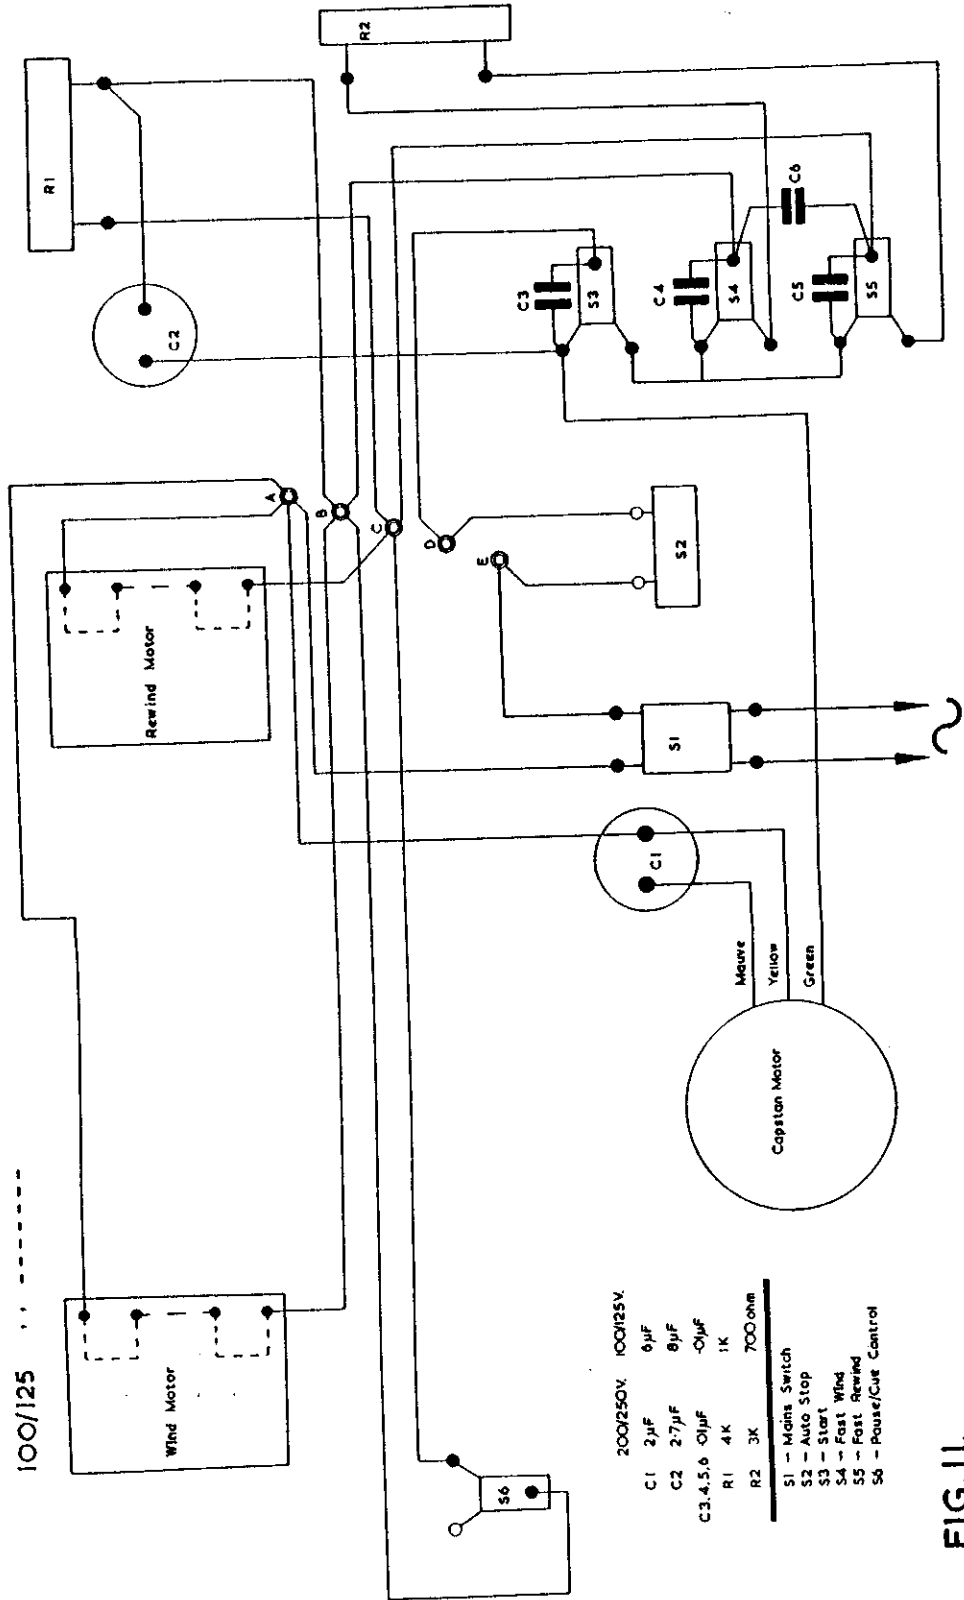 100/125 " ------
Wind Motor
Rewind Motor
R1
R2
C2
A
B
C
D
E
C3
S3
C4
S4
C5
S5
C6
S2
S1
C1
Mauve
Yellow
Green
Capstan Motor
S6
200/250V. 100/125V.
C1 2µF 6µF
C2 2·7µF 8µF
C3.4.5.6 ·01µF ·01µF
R1 4K 1K
R2 3K 700 ohm
S1 – Mains Switch
S2 – Auto Stop
S3 – Start
S4 – Fast Wind
S5 – Fast Rewind
S6 – Pause/Cue Control
FIG. 11.